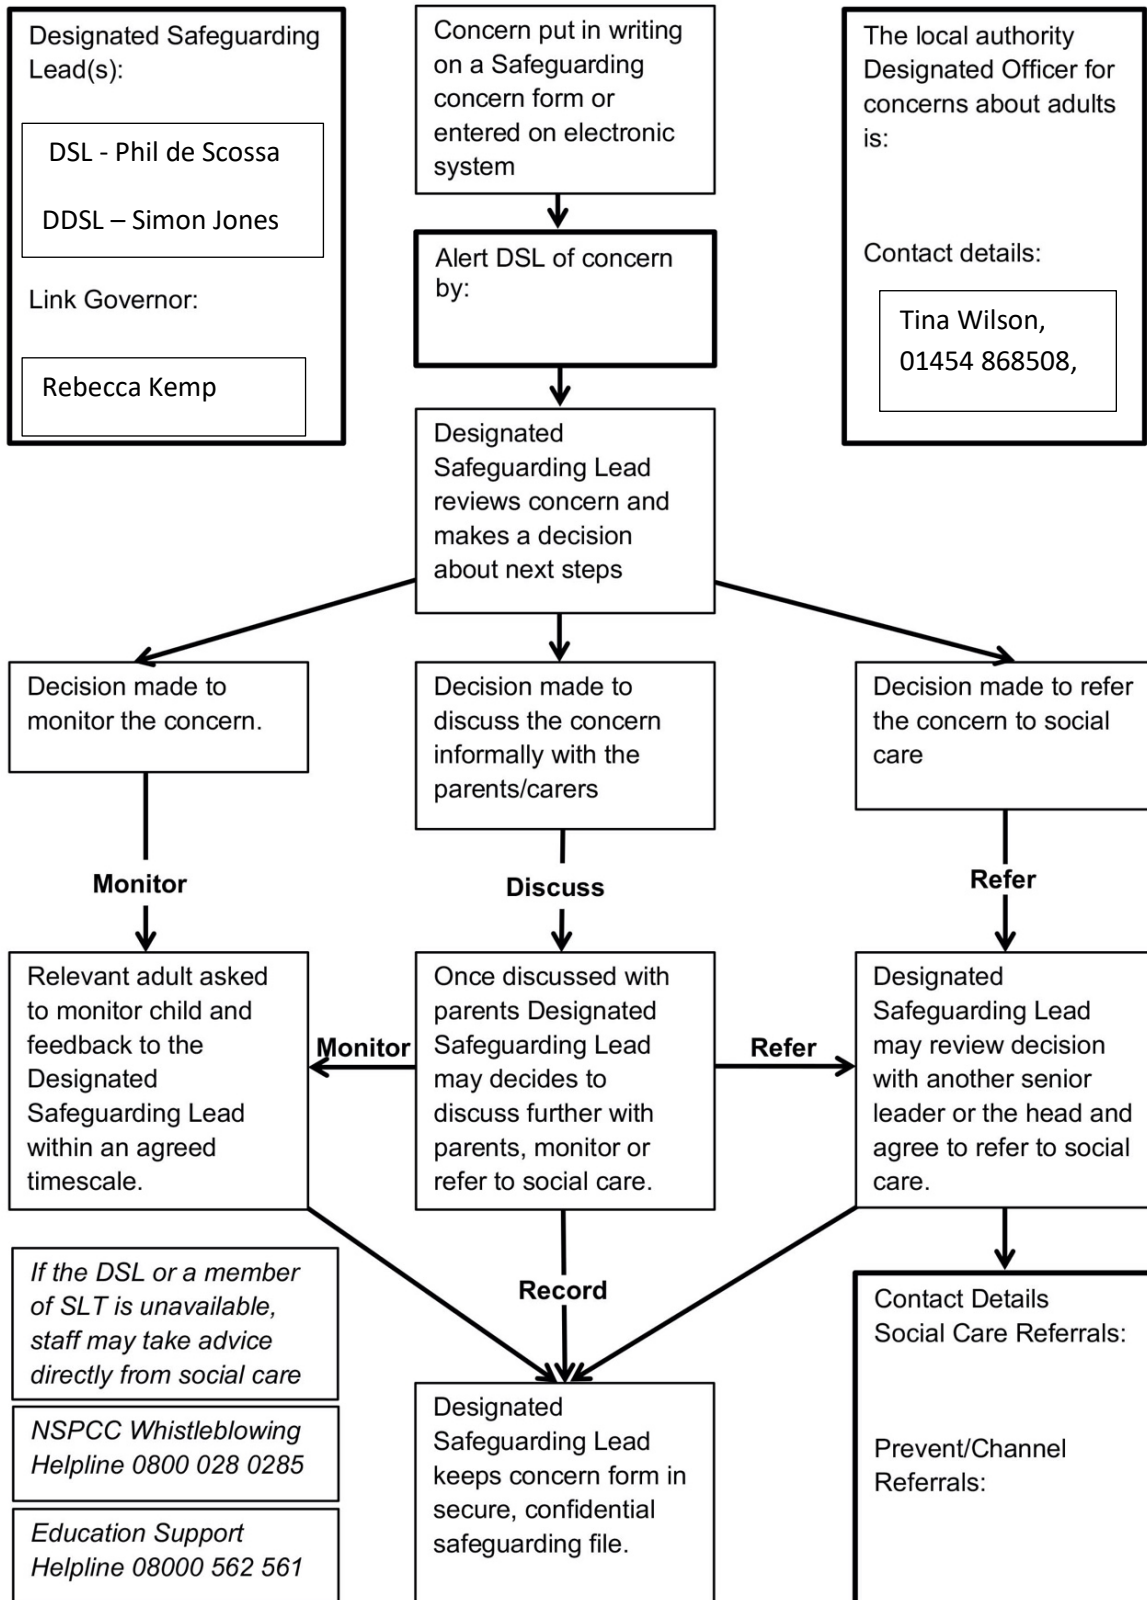 Designated Safeguarding
Lead(s):
DSL - Phil de Scossa
DDSL – Simon Jones
Link Governor:
Rebecca Kemp
Concern put in writing
on a Safeguarding
concern form or
entered on electronic
system
The local authority
Designated Officer for
concerns about adults
is:
Contact details:
Tina Wilson,
01454 868508,
Alert DSL of concern
by:
Designated
Safeguarding Lead
reviews concern and
makes a decision
about next steps
Decision made to
monitor the concern.
Decision made to
discuss the concern
informally with the
parents/carers
Decision made to refer
the concern to social
care
Monitor
Discuss
Refer
Relevant adult asked
to monitor child and
feedback to the
Designated
Safeguarding Lead
within an agreed
timescale.
Monitor
Once discussed with
parents Designated
Safeguarding Lead
may decides to
discuss further with
parents, monitor or
refer to social care.
Refer
Designated
Safeguarding Lead
may review decision
with another senior
leader or the head and
agree to refer to social
care.
If the DSL or a member
of SLT is unavailable,
staff may take advice
directly from social care
NSPCC Whistleblowing
Helpline 0800 028 0285
Education Support
Helpline 08000 562 561
Record
Designated
Safeguarding Lead
keeps concern form in
secure, confidential
safeguarding file.
Contact Details
Social Care Referrals:
Prevent/Channel
Referrals: